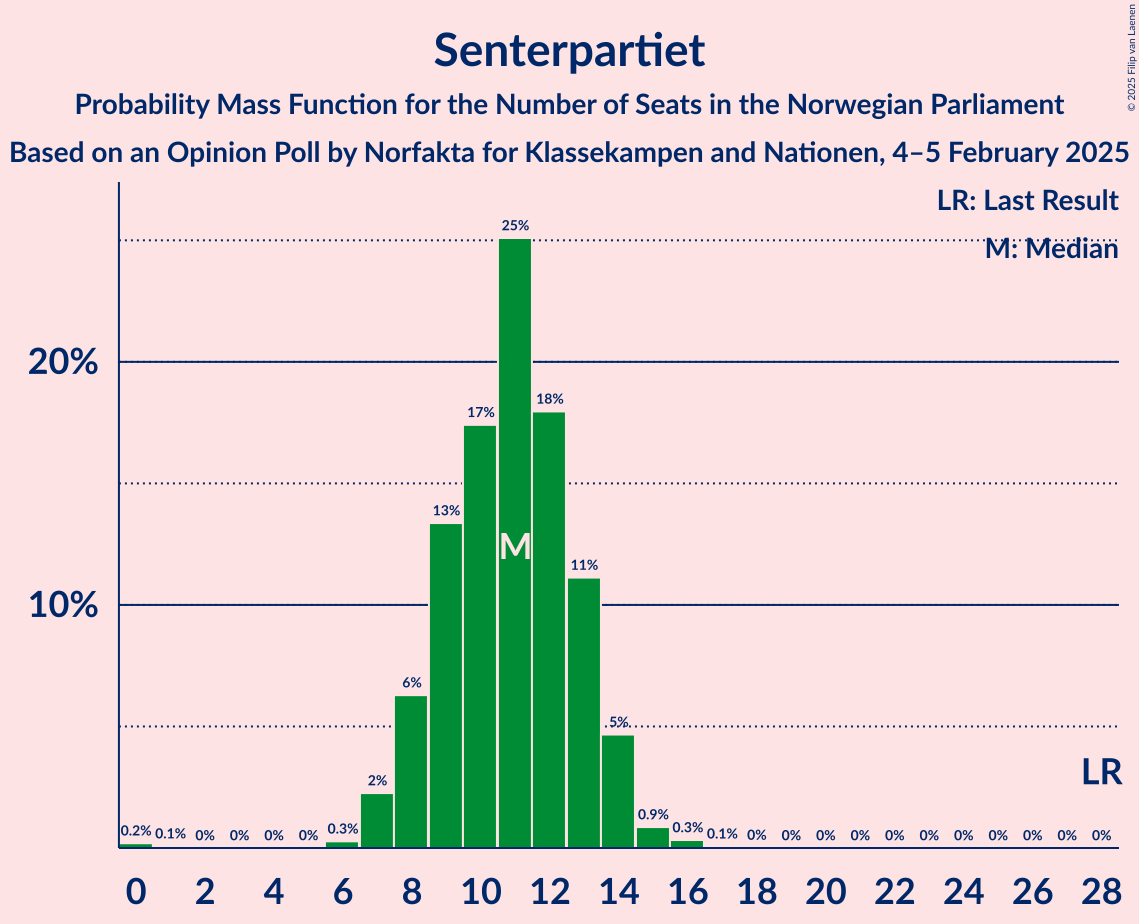 Senterpartiet
Probability Mass Function for the Number of Seats in the Norwegian Parliament
Based on an Opinion Poll by Norfakta for Klassekampen and Nationen, 4–5 February 2025
© 2025 Filip van Laenen
LR: Last Result
M: Median
25%
20%
18%
17%
13%
M
11%
10%
6%
5%
LR
2%
0.2% 0.1% 0% 0% 0% 0% 0.3% 0.9% 0.3% 0.1% 0% 0% 0% 0% 0% 0% 0% 0% 0% 0% 0%
0 2 4 6 8 10 12 14 16 18 20 22 24 26 28